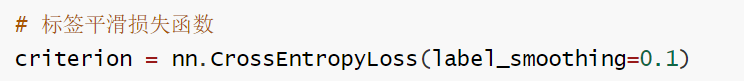 # 标签平滑损失函数
criterion = nn.CrossEntropyLoss(label_smoothing=0.1)